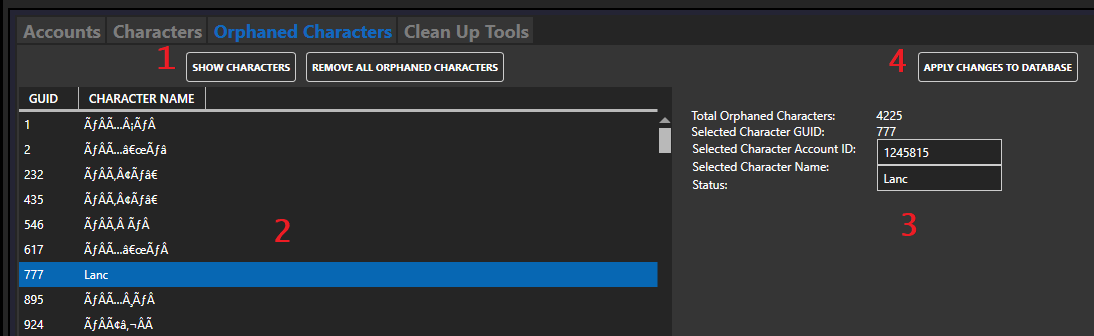 Accounts Characters Orphaned Characters Clean Up Tools
1 SHOW CHARACTERS REMOVE ALL ORPHANED CHARACTERS 4 APPLY CHANGES TO DATABASE
GUID CHARACTER NAME
1 ÃƒÂÃ…Â¡ÃƒÂ
2 ÃƒÂÃ…â€œÃƒâ
232 ÃƒÂÃ‚Â¢Ãƒâ€
435 ÃƒÂÃ‚Â¢Ãƒâ€
546 ÃƒÂÃ‚Â ÃƒÂ
617 ÃƒÂÃ…â€œÃƒÂ
777 Lanc
895 ÃƒÂÃ…Â¸ÃƒÂ
924 ÃƒÂÃ¢â‚¬ÂÃ
2
Total Orphaned Characters: 4225
Selected Character GUID: 777
Selected Character Account ID: 1245815
Selected Character Name: Lanc
Status:
3